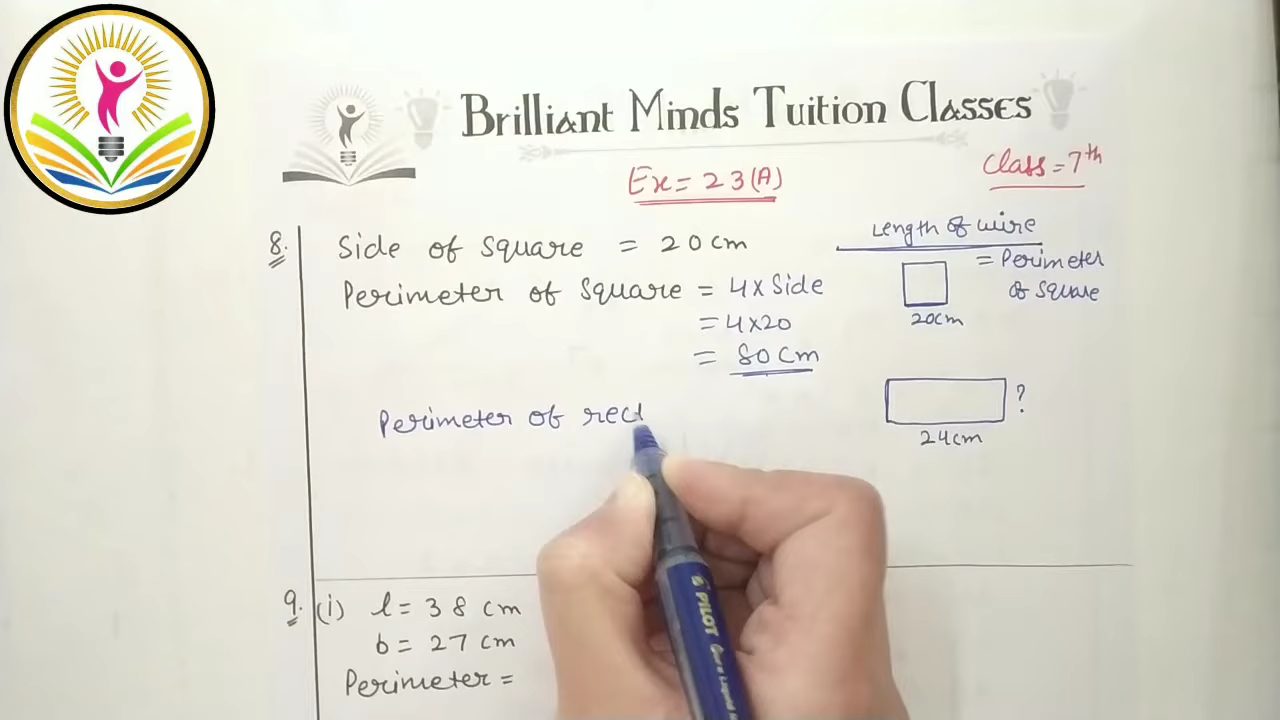 Brilliant Minds Tuition Classes
Ex = 23(A)
Class = 7th
8. Side of square = 20 cm
Perimeter of square = 4 x Side
= 4x20
= 80 cm
Length of wire
= Perimeter of square
20cm
24cm
?
Perimeter of rect
9. (i) l = 38 cm
b = 27 cm
Perimeter =
PILOT